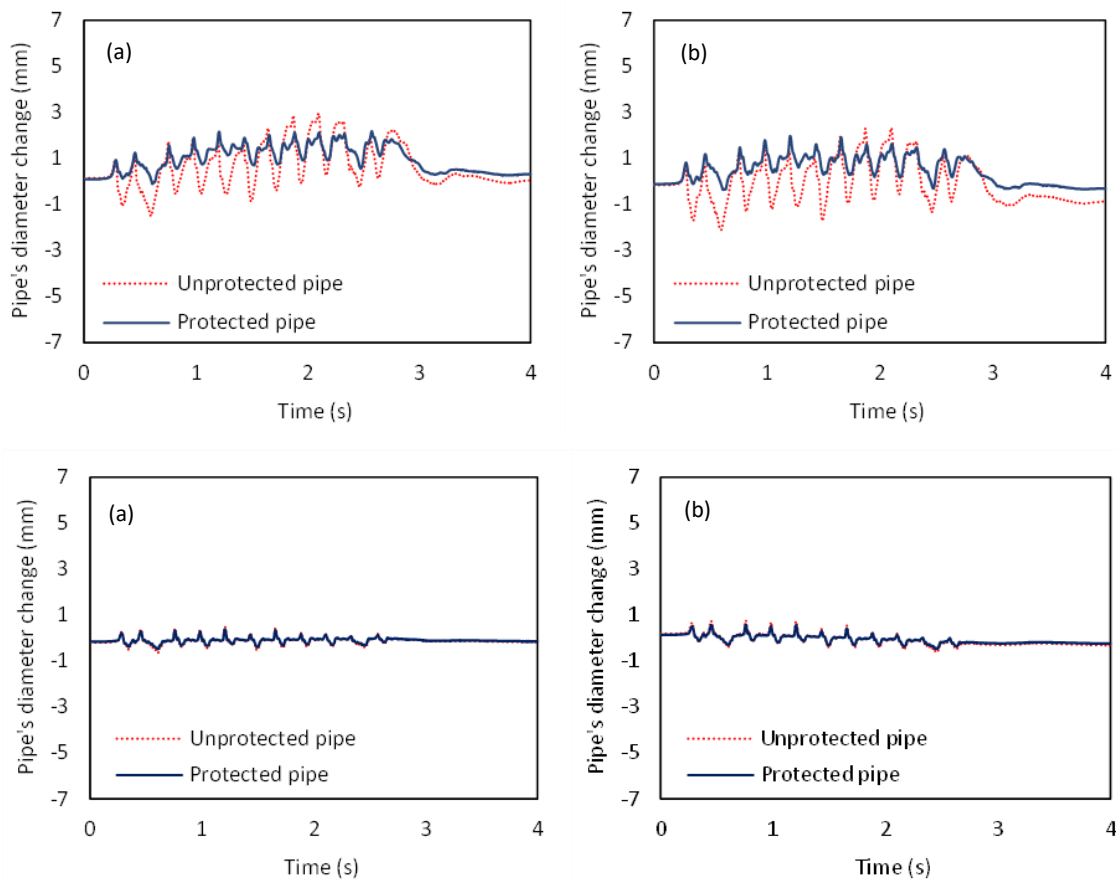 (a)
Pipe's diameter change (mm)
7
5
3
1
-1
-3
-5
-7
Unprotected pipe
Protected pipe
0 1 2 3 4
Time (s)
(b)
Pipe's diameter change (mm)
7
5
3
1
-1
-3
-5
-7
Unprotected pipe
Protected pipe
0 1 2 3 4
Time (s)
(a)
Pipe's diameter change (mm)
7
5
3
1
-1
-3
-5
-7
Unprotected pipe
Protected pipe
0 1 2 3 4
Time (s)
(b)
Pipe's diameter change (mm)
7
5
3
1
-1
-3
-5
-7
Unprotected pipe
Protected pipe
0 1 2 3 4
Time (s)